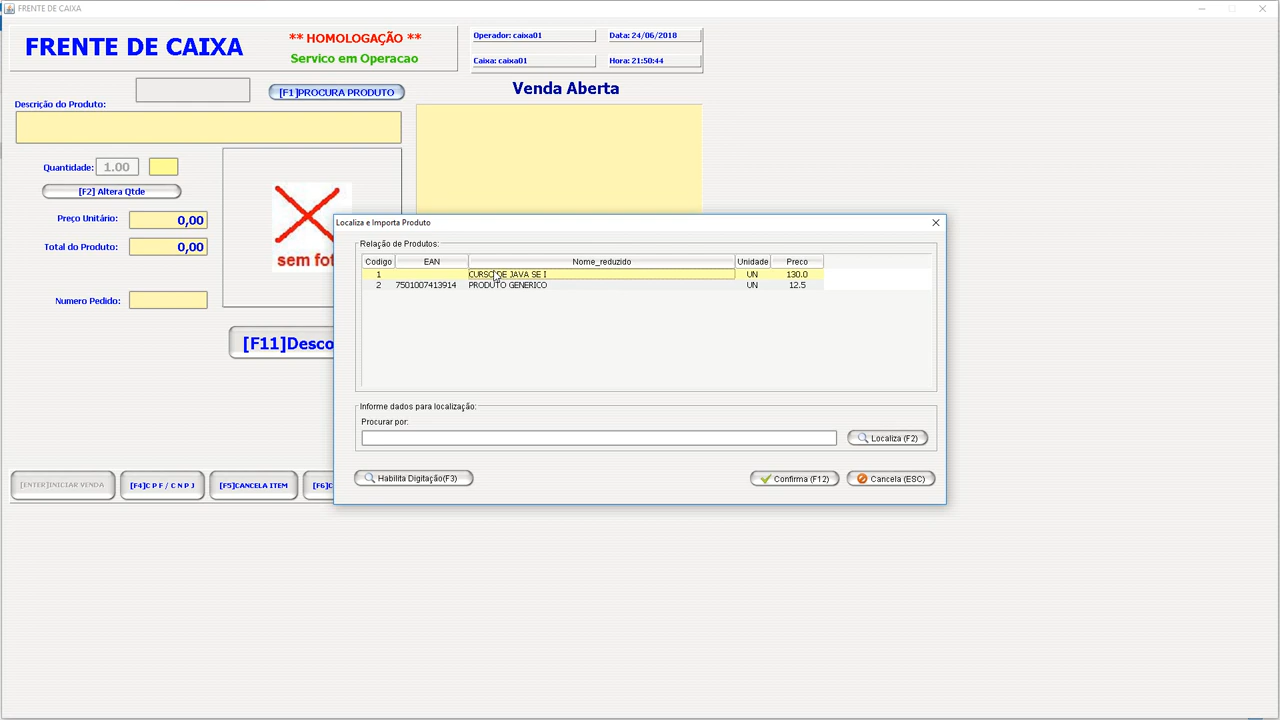 FRENTE DE CAIXA
FRENTE DE CAIXA
** HOMOLOGAÇÃO **
Servico em Operacao
Operador: caixa01
Data: 24/06/2018
Caixa: caixa01
Hora: 21:50:44
[F1]PROCURA PRODUTO
Venda Aberta
Descrição do Produto:
Quantidade: 1.00
[F2] Altera Qtde
Preço Unitário: 0,00
Total do Produto: 0,00
sem fot
Numero Pedido:
[F11]Desco
Localiza e Importa Produto
Relação de Produtos:
Codigo EAN Nome_reduzido Unidade Preco
1 CURSO DE JAVA SE I UN 130.0
2 7501007413914 PRODUTO GENERICO UN 12.5
Informe dados para localização:
Procurar por:
Localiza (F2)
Habilita Digitação(F3)
Confirma (F12)
Cancela (ESC)
[ENTER]INICIAR VENDA
[F4]C P F / C N P J
[F5]CANCELA ITEM
[F6]C